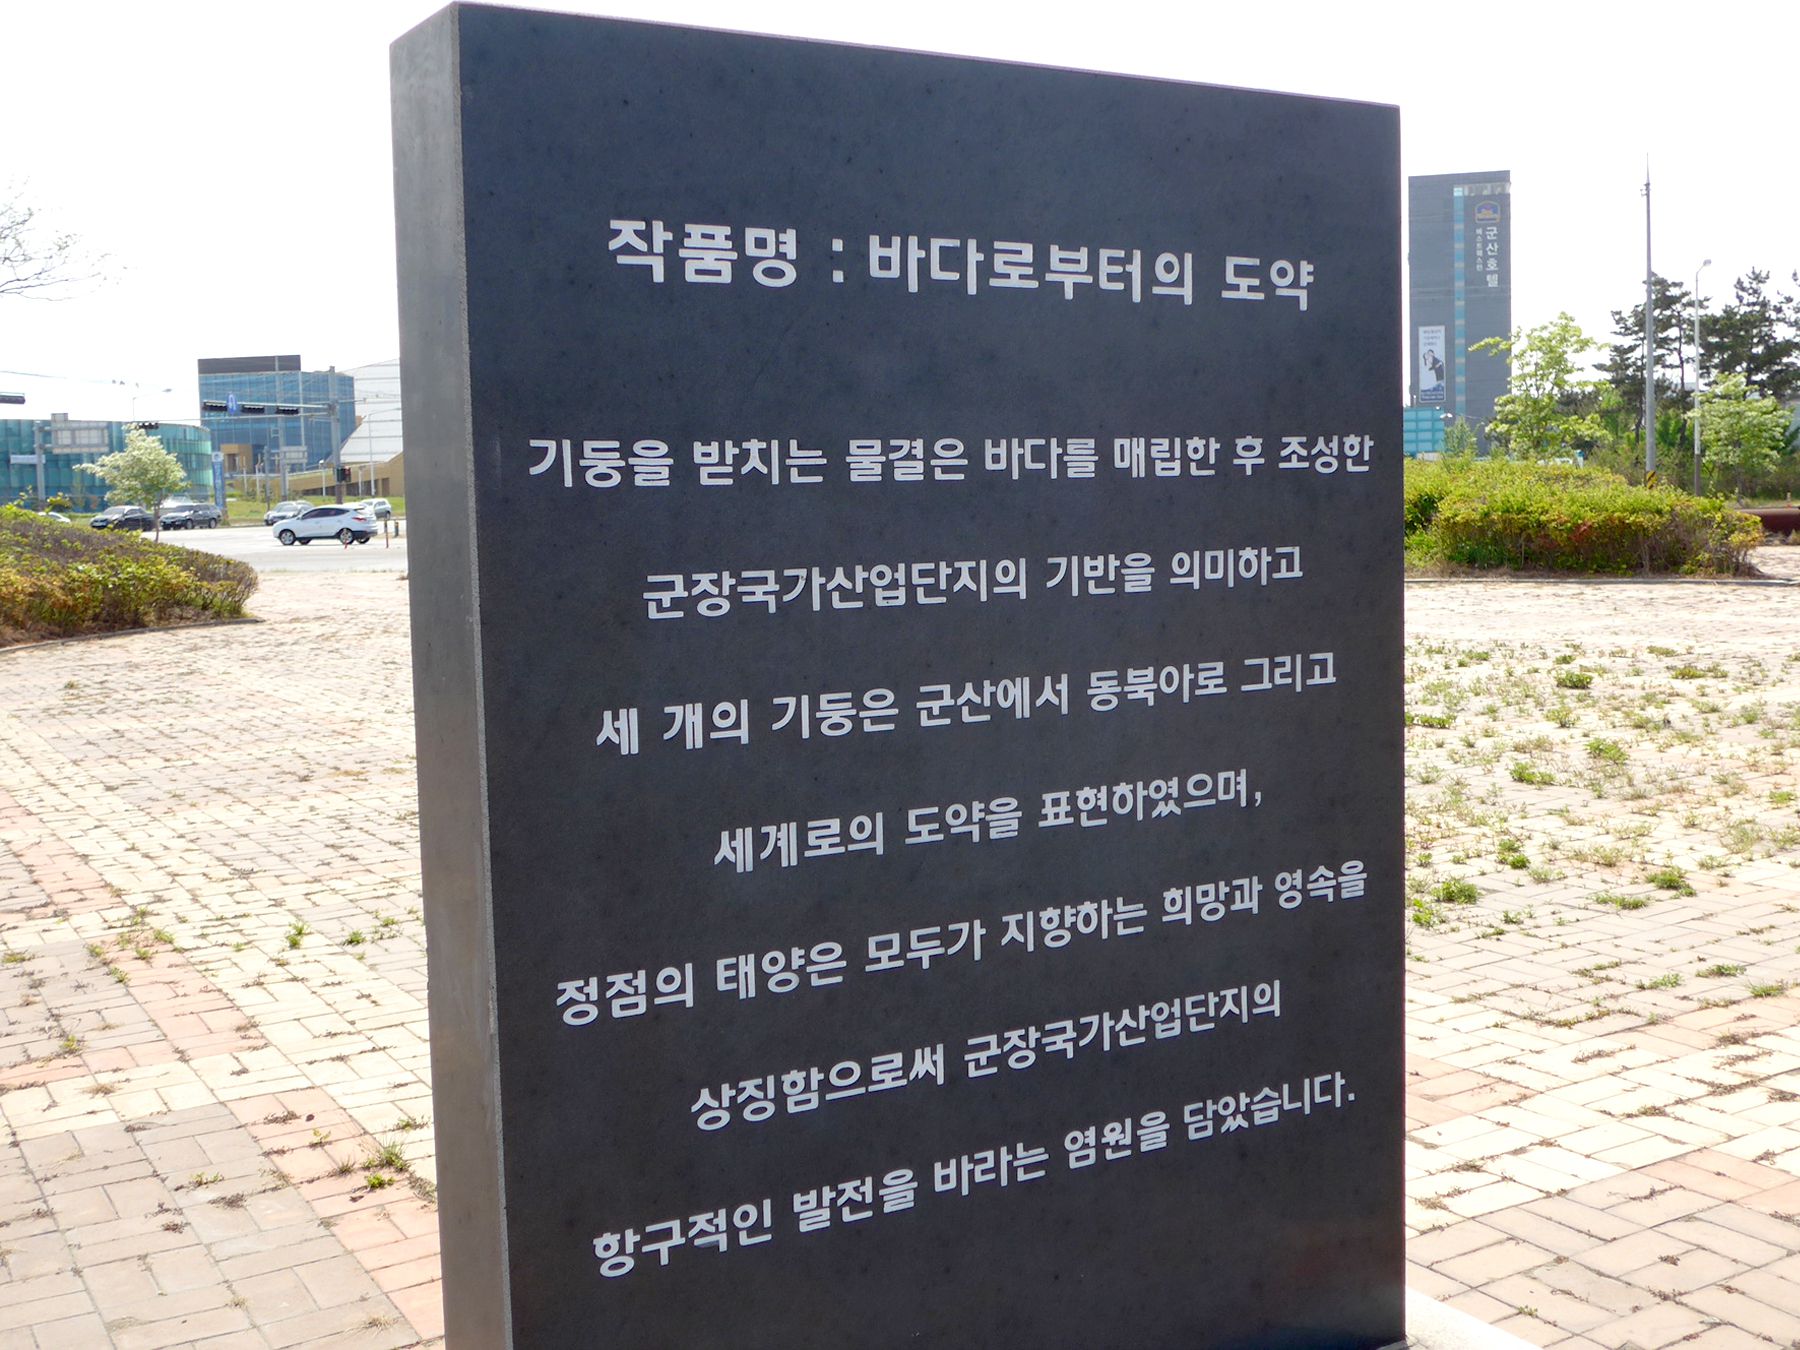 작품명 : 바다로부터의 도약
기둥을 받치는 물결은 바다를 매립한 후 조성한
군장국가산업단지의 기반을 의미하고
세 개의 기둥은 군산에서 동북아로 그리고
세계로의 도약을 표현하였으며,
정점의 태양은 모두가 지향하는 희망과 영속을
상징함으로써 군장국가산업단지의
항구적인 발전을 바라는 염원을 담았습니다.
군산호텔
베스트웨스턴